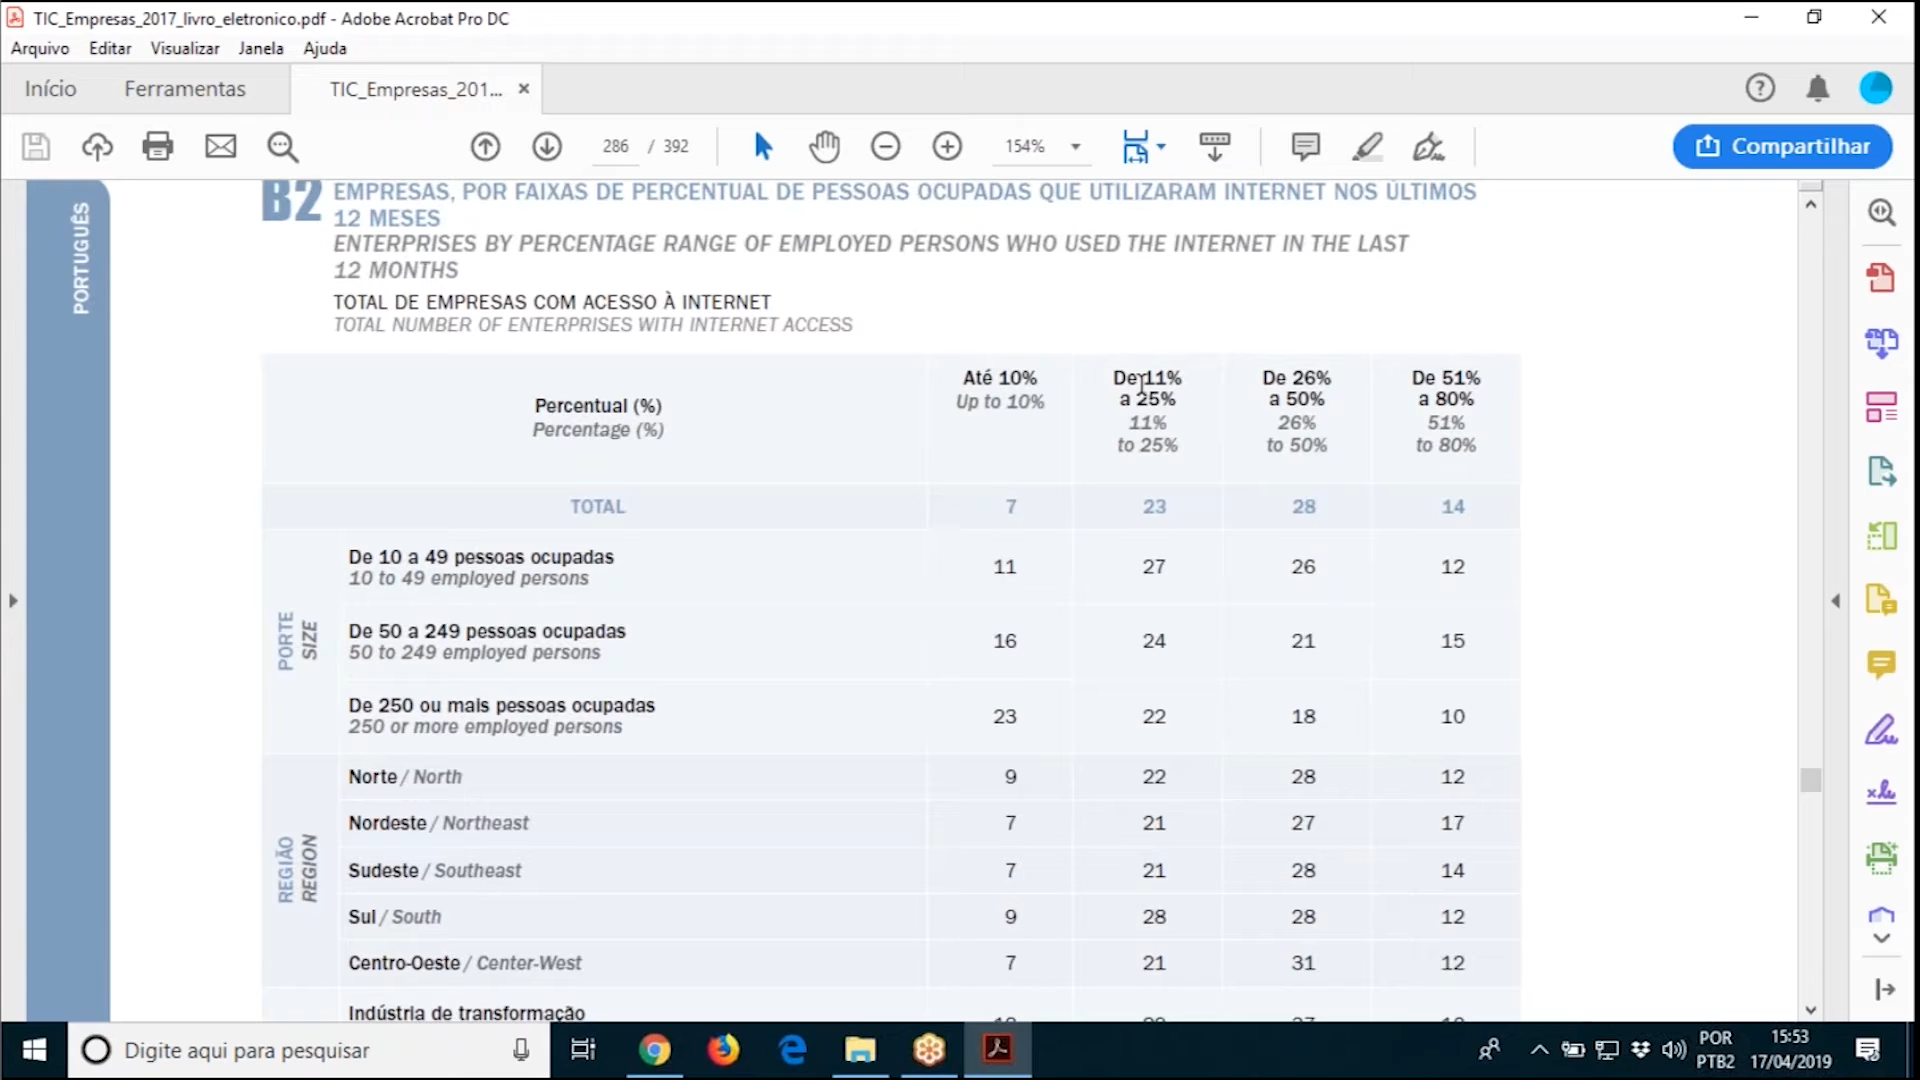 TIC_Empresas_2017_livro_eletronico.pdf - Adobe Acrobat Pro DC
Arquivo Editar Visualizar Janela Ajuda
Início Ferramentas TIC_Empresas_201... ×
286 / 392 154% Compartilhar
PORTUGUÊS
B2 EMPRESAS, POR FAIXAS DE PERCENTUAL DE PESSOAS OCUPADAS QUE UTILIZARAM INTERNET NOS ÚLTIMOS
12 MESES
ENTERPRISES BY PERCENTAGE RANGE OF EMPLOYED PERSONS WHO USED THE INTERNET IN THE LAST
12 MONTHS
TOTAL DE EMPRESAS COM ACESSO À INTERNET
TOTAL NUMBER OF ENTERPRISES WITH INTERNET ACCESS
Percentual (%)
Percentage (%)
Até 10%
Up to 10%
De 11%
a 25%
11%
to 25%
De 26%
a 50%
26%
to 50%
De 51%
a 80%
51%
to 80%
TOTAL 7 23 28 14
PORTE
SIZE
De 10 a 49 pessoas ocupadas
10 to 49 employed persons
11 27 26 12
De 50 a 249 pessoas ocupadas
50 to 249 employed persons
16 24 21 15
De 250 ou mais pessoas ocupadas
250 or more employed persons
23 22 18 10
REGIÃO
REGION
Norte / North 9 22 28 12
Nordeste / Northeast 7 21 27 17
Sudeste / Southeast 7 21 28 14
Sul / South 9 28 28 12
Centro-Oeste / Center-West 7 21 31 12
Indústria de transformação
Digite aqui para pesquisar
POR
PTB2
15:53
17/04/2019